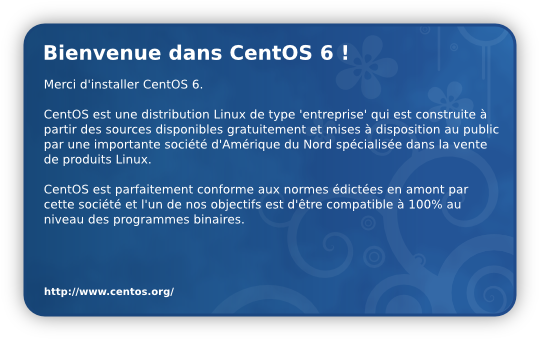 Bienvenue dans CentOS 6 !
Merci d'installer CentOS 6.
CentOS est une distribution Linux de type 'entreprise' qui est construite à
partir des sources disponibles gratuitement et mises à disposition au public
par une importante société d'Amérique du Nord spécialisée dans la vente
de produits Linux.
CentOS est parfaitement conforme aux normes édictées en amont par
cette société et l'un de nos objectifs est d'être compatible à 100% au
niveau des programmes binaires.
http://www.centos.org/